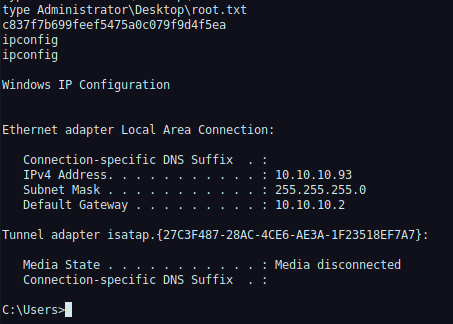 type Administrator\Desktop\root.txt
c837f7b699feef5475a0c079f9d4f5ea
ipconfig
ipconfig
Windows IP Configuration
Ethernet adapter Local Area Connection:
Connection-specific DNS Suffix  . :
IPv4 Address. . . . . . . . . . . : 10.10.10.93
Subnet Mask . . . . . . . . . . . : 255.255.255.0
Default Gateway . . . . . . . . . : 10.10.10.2
Tunnel adapter isatap.{27C3F487-28AC-4CE6-AE3A-1F23518EF7A7}:
Media State . . . . . . . . . . . : Media disconnected
Connection-specific DNS Suffix  . :
C:\Users>